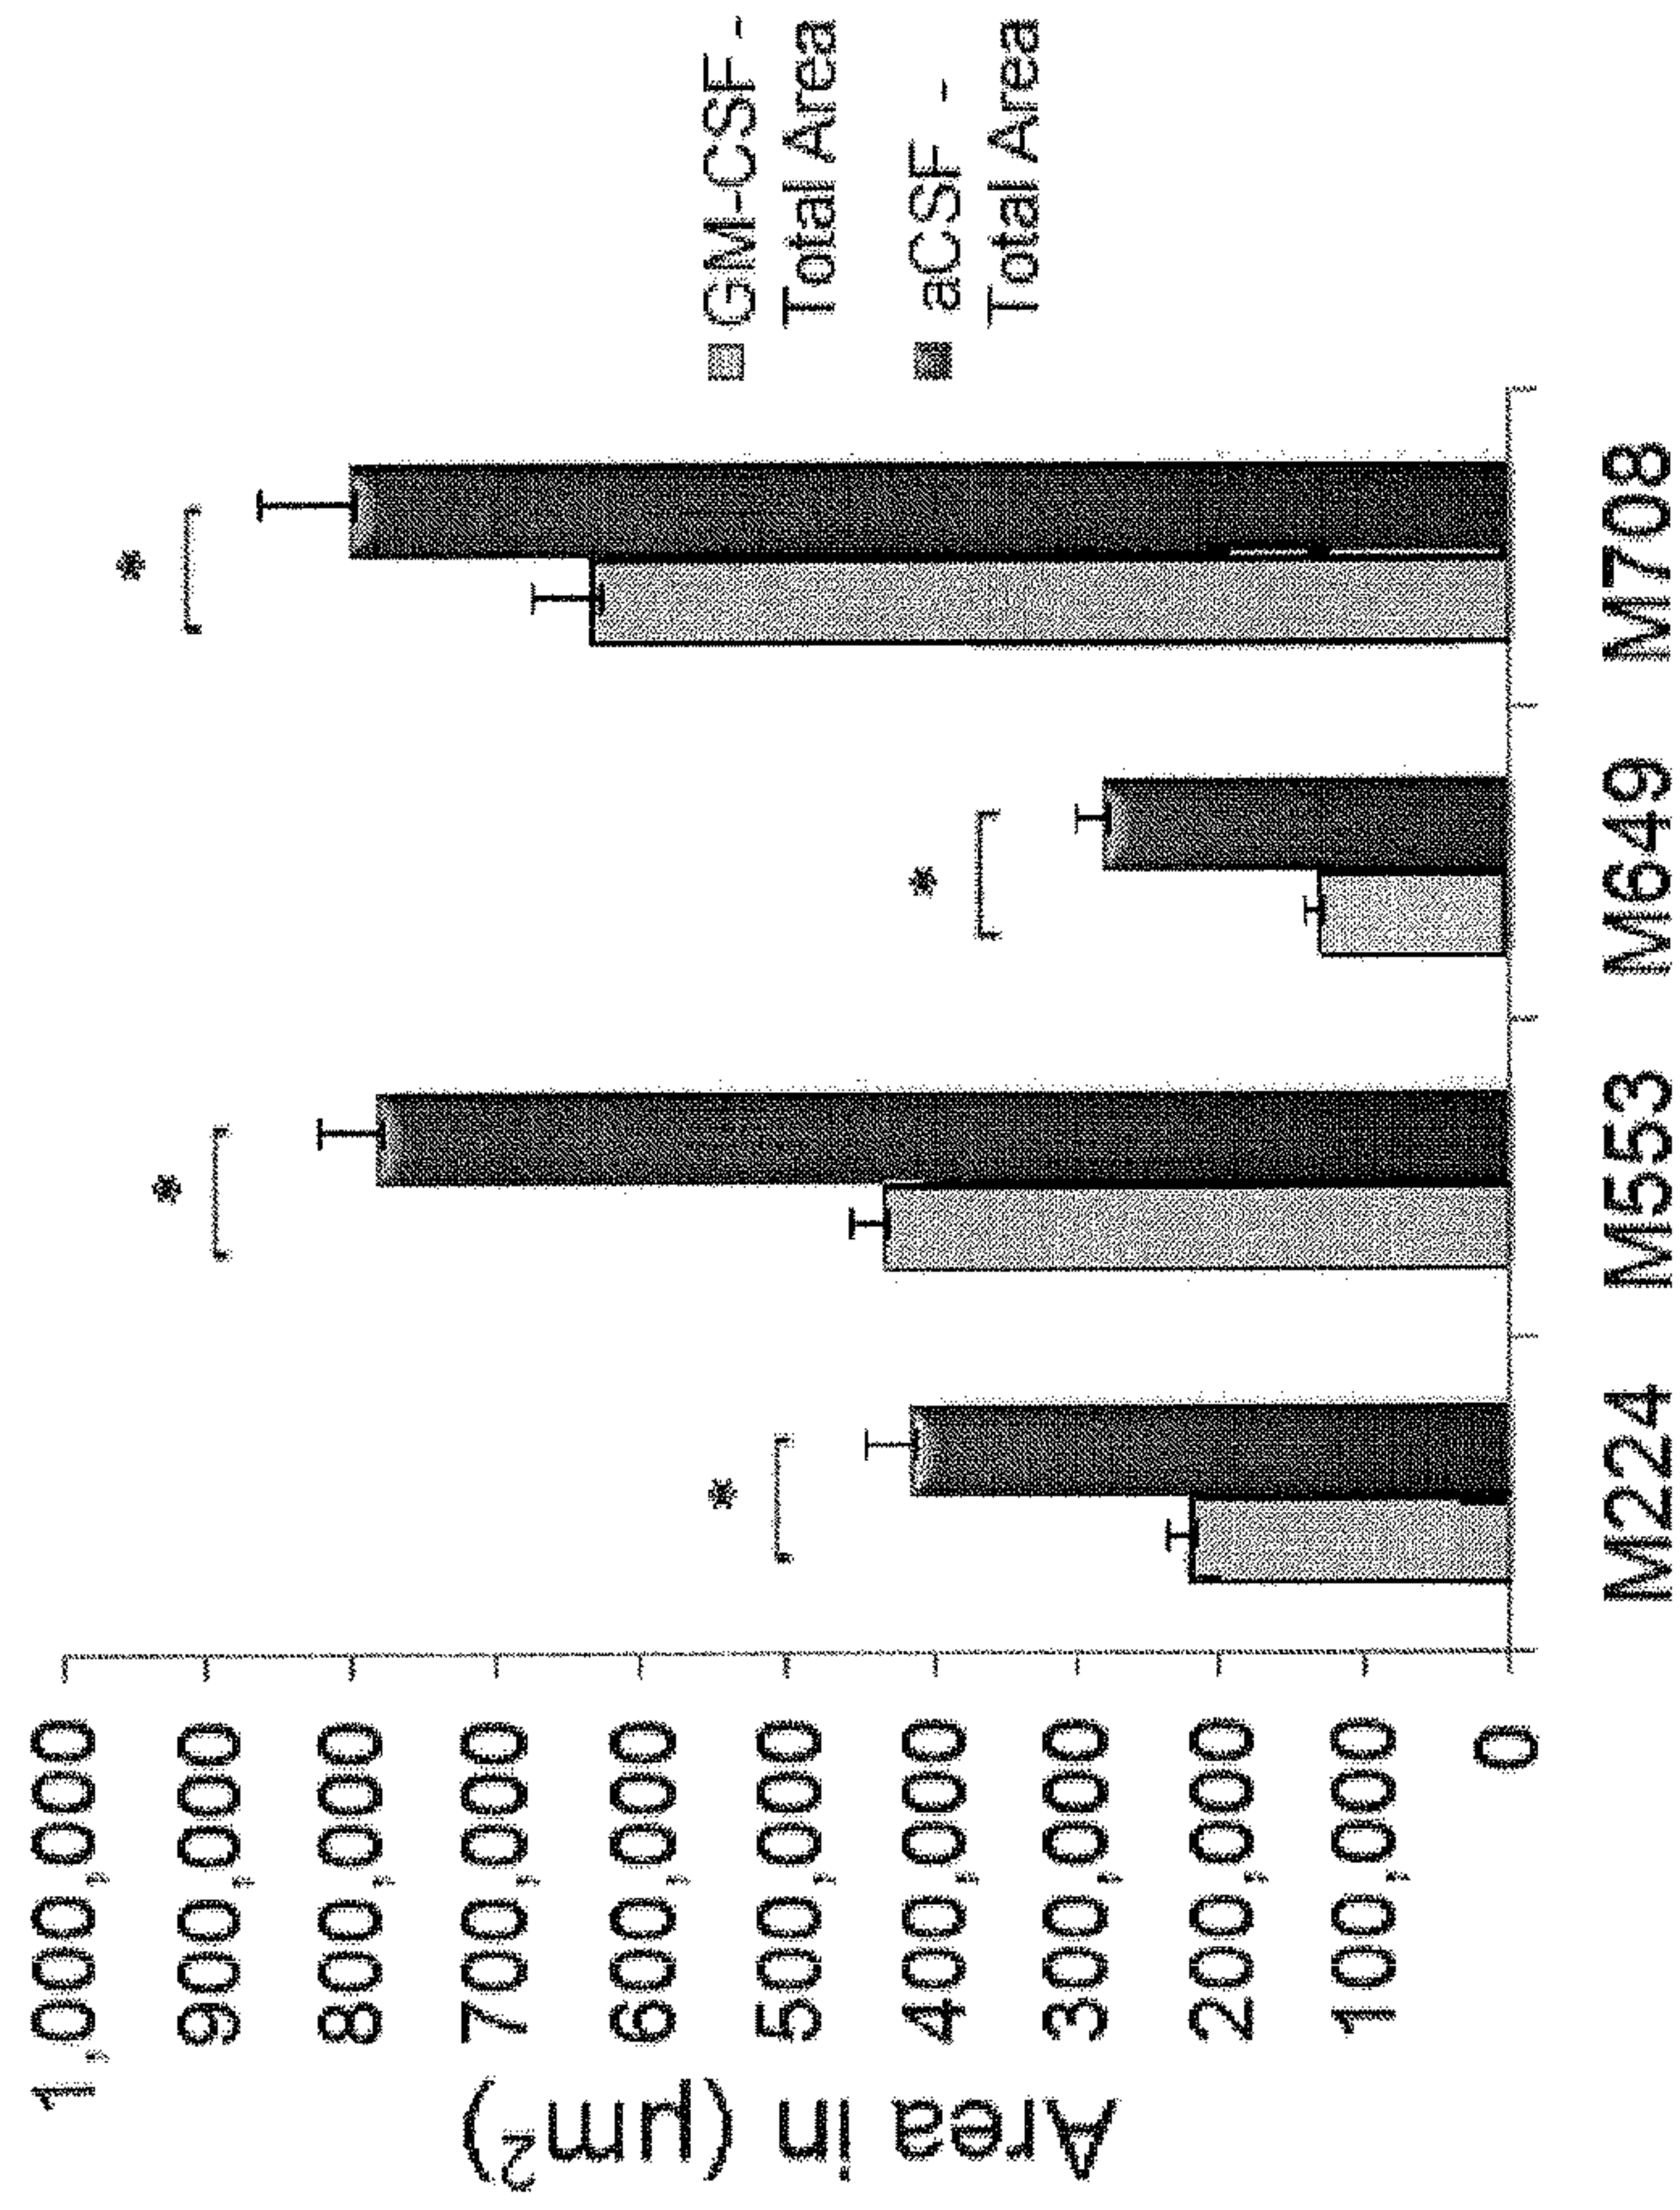 Area in (μm²)
1,000,000
900,000
800,000
700,000
600,000
500,000
400,000
300,000
200,000
100,000
0
*
*
*
*
M224 M553 M649 M708
GM-CSF -
Total Area
aCSF -
Total Area